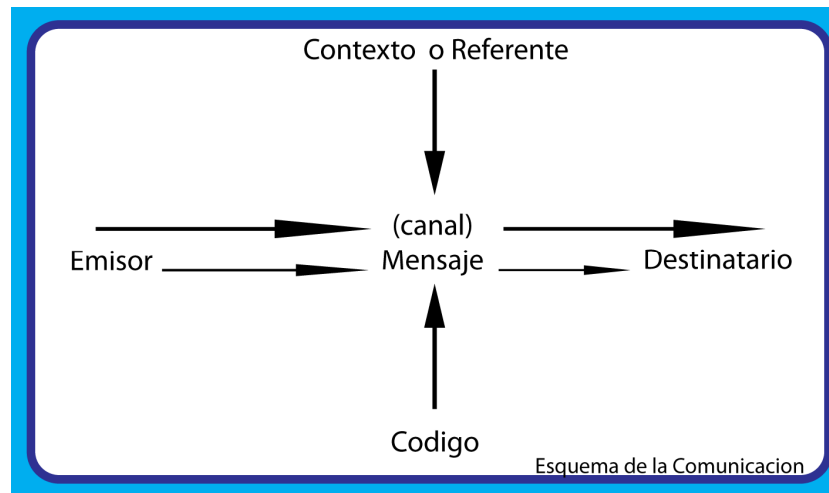 Contexto o Referente
(canal)
Emisor Mensaje Destinatario
Codigo
Esquema de la Comunicacion